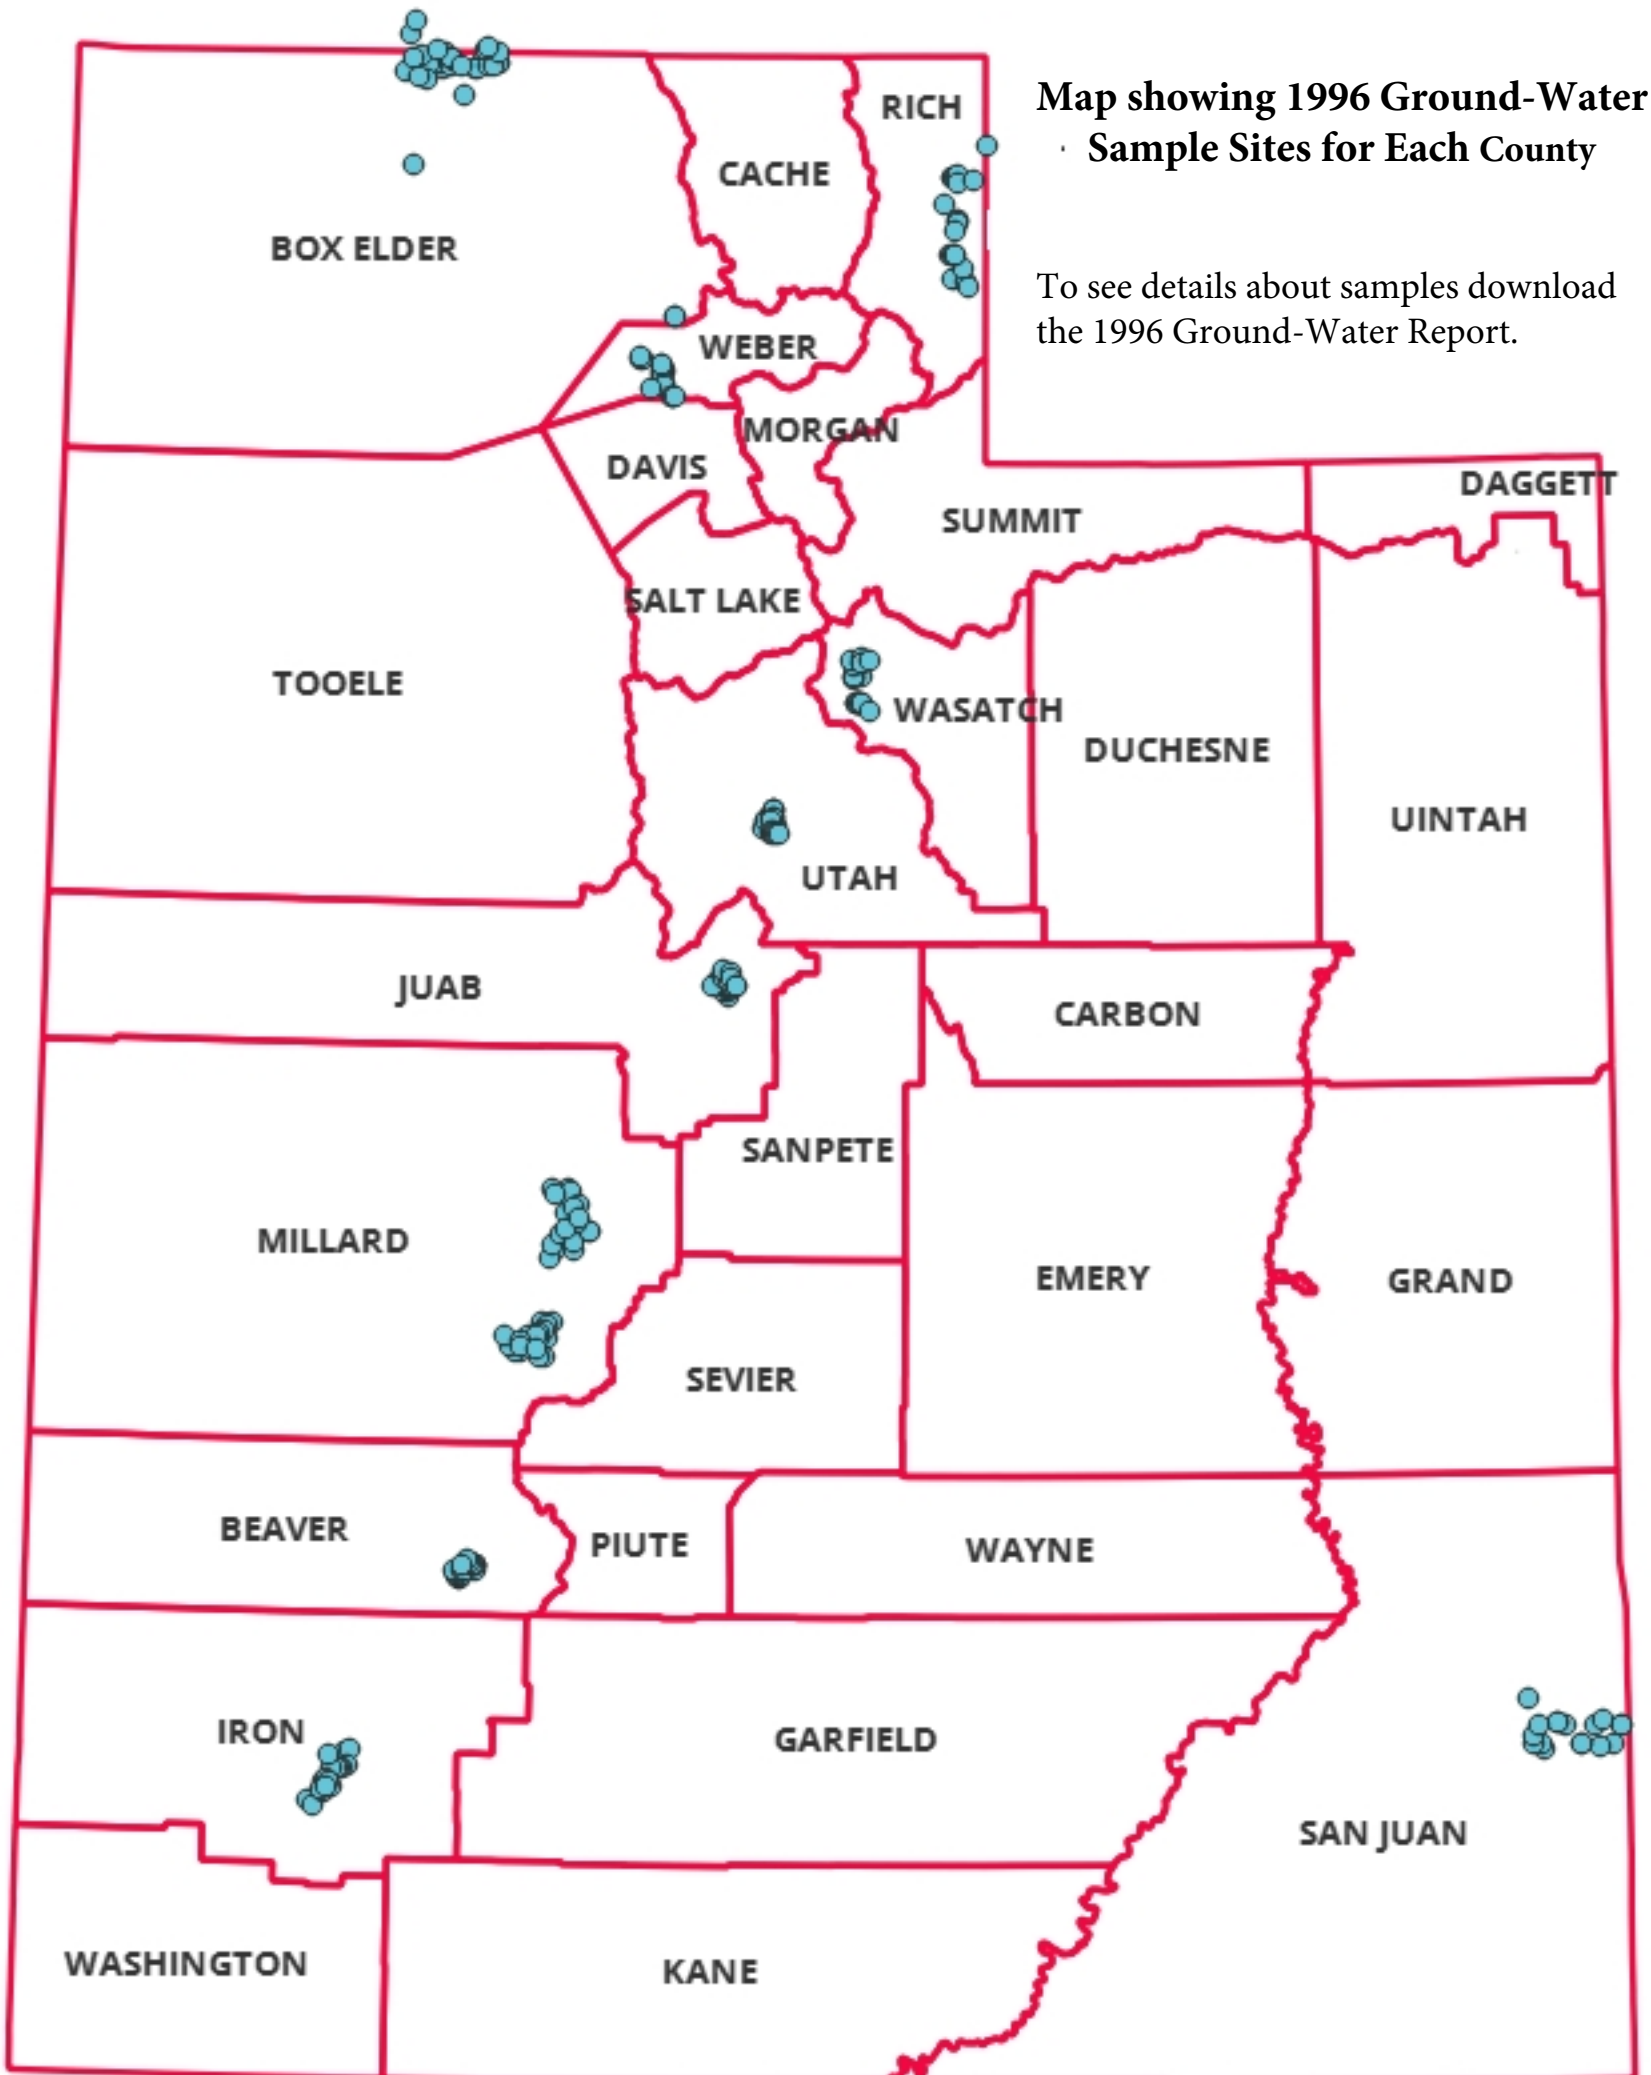 RICH
Map showing 1996 Ground-Water
Sample Sites for Each County
CACHE
BOX ELDER
To see details about samples download
the 1996 Ground-Water Report.
WEBER
MORGAN
DAVIS
DAGGETT
SUMMIT
SALT LAKE
TOOELE
WASATCH
DUCHESNE
UINTAH
UTAH
JUAB
CARBON
SANPETE
MILLARD
EMERY
GRAND
SEVIER
BEAVER
PIUTE
WAYNE
IRON
GARFIELD
SAN JUAN
WASHINGTON
KANE